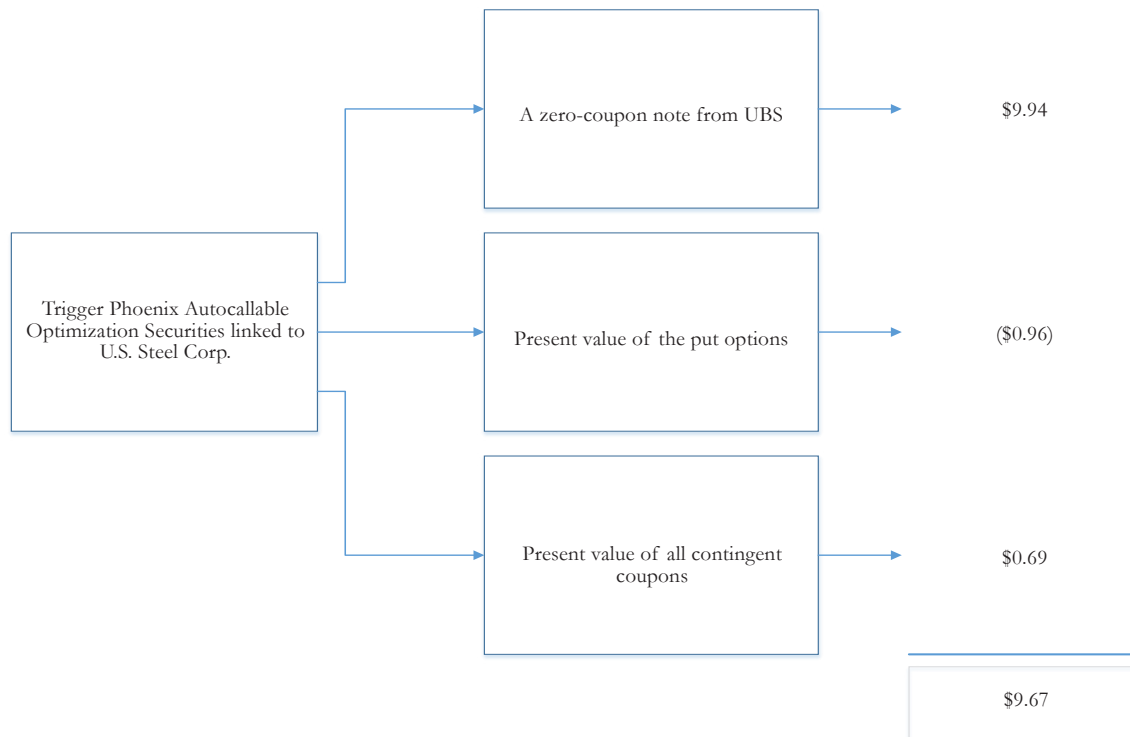 A zero-coupon note from UBS
$9.94
Trigger Phoenix Autocallable
Optimization Securities linked to
U.S. Steel Corp.
Present value of the put options
($0.96)
Present value of all contingent
coupons
$0.69
$9.67